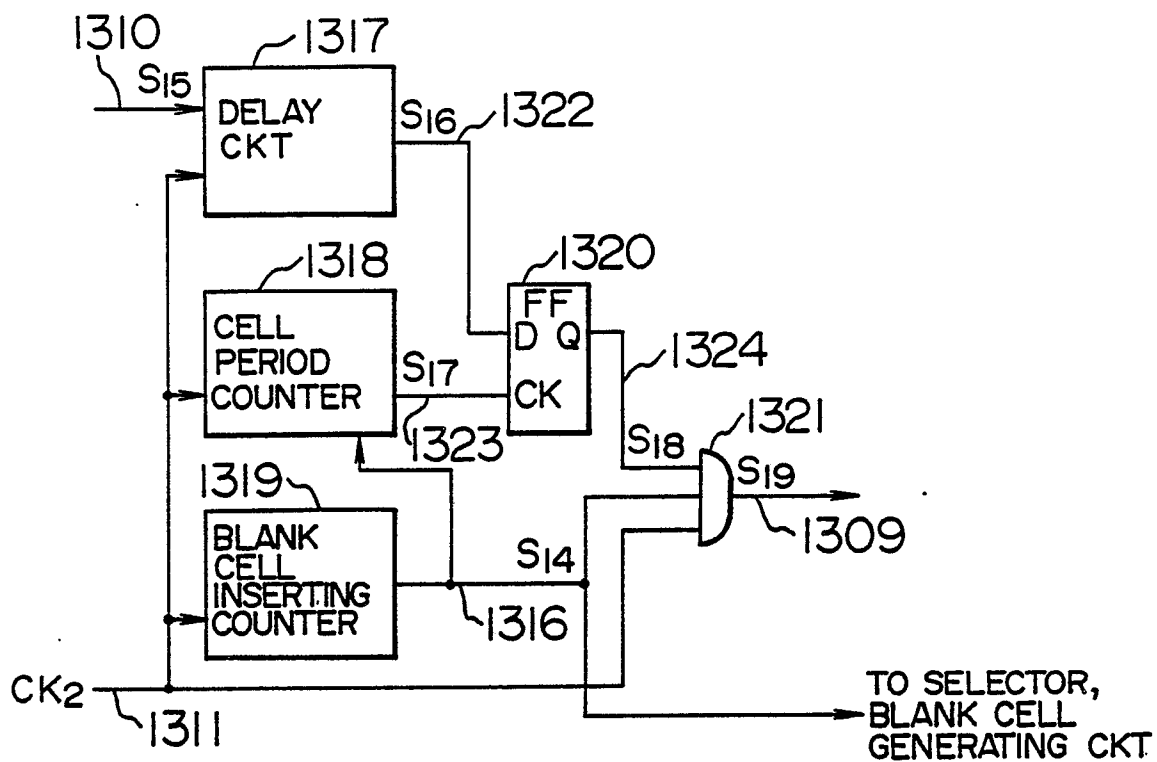 1310
S15
1317
DELAY
CKT
S16
1322
1318
CELL
PERIOD
COUNTER
S17
1323
1320
FF
D Q
CK
1324
1321
S18
S19
1309
1319
BLANK
CELL
INSERTING
COUNTER
S14
1316
CK2
1311
TO SELECTOR,
BLANK CELL
GENERATING CKT